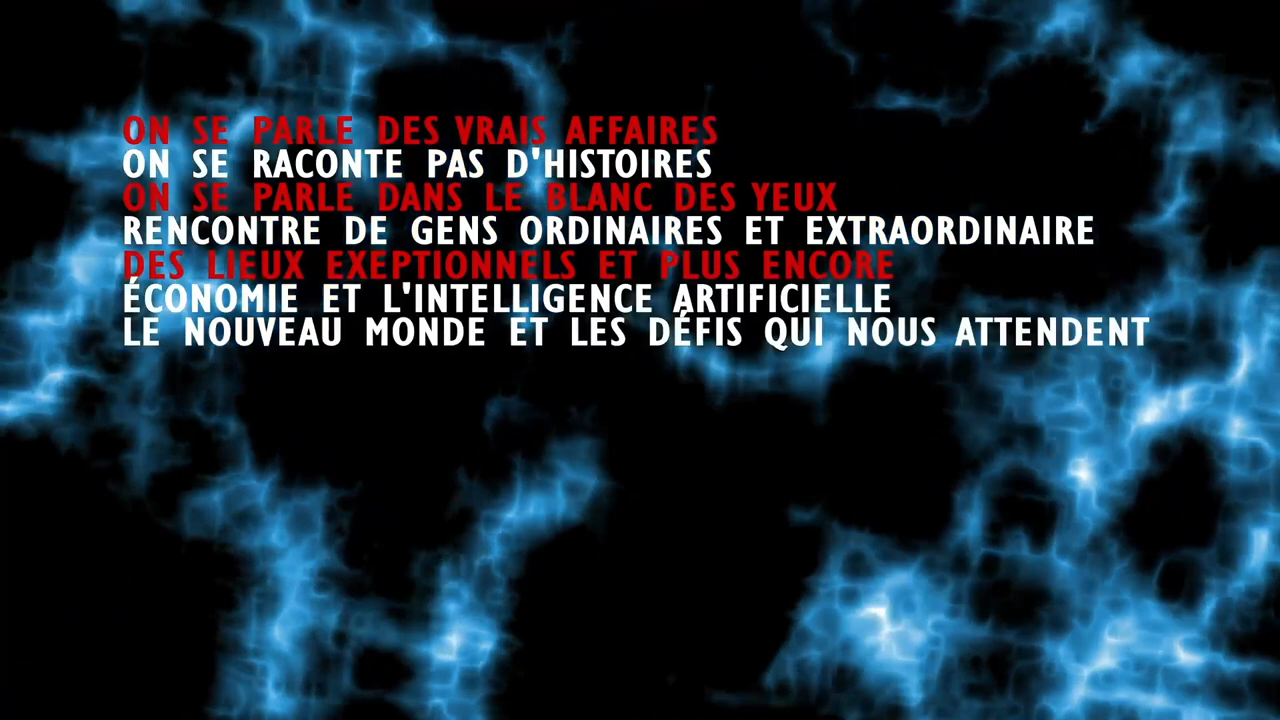 ON SE PARLE DES VRAIS AFFAIRES
ON SE RACONTE PAS D'HISTOIRES
ON SE PARLE DANS LE BLANC DES YEUX
RENCONTRE DE GENS ORDINAIRES ET EXTRAORDINAIRE
DES LIEUX EXEPTIONNELS ET PLUS ENCORE
ÉCONOMIE ET L'INTELLIGENCE ARTIFICIELLE
LE NOUVEAU MONDE ET LES DÉFIS QUI NOUS ATTENDENT